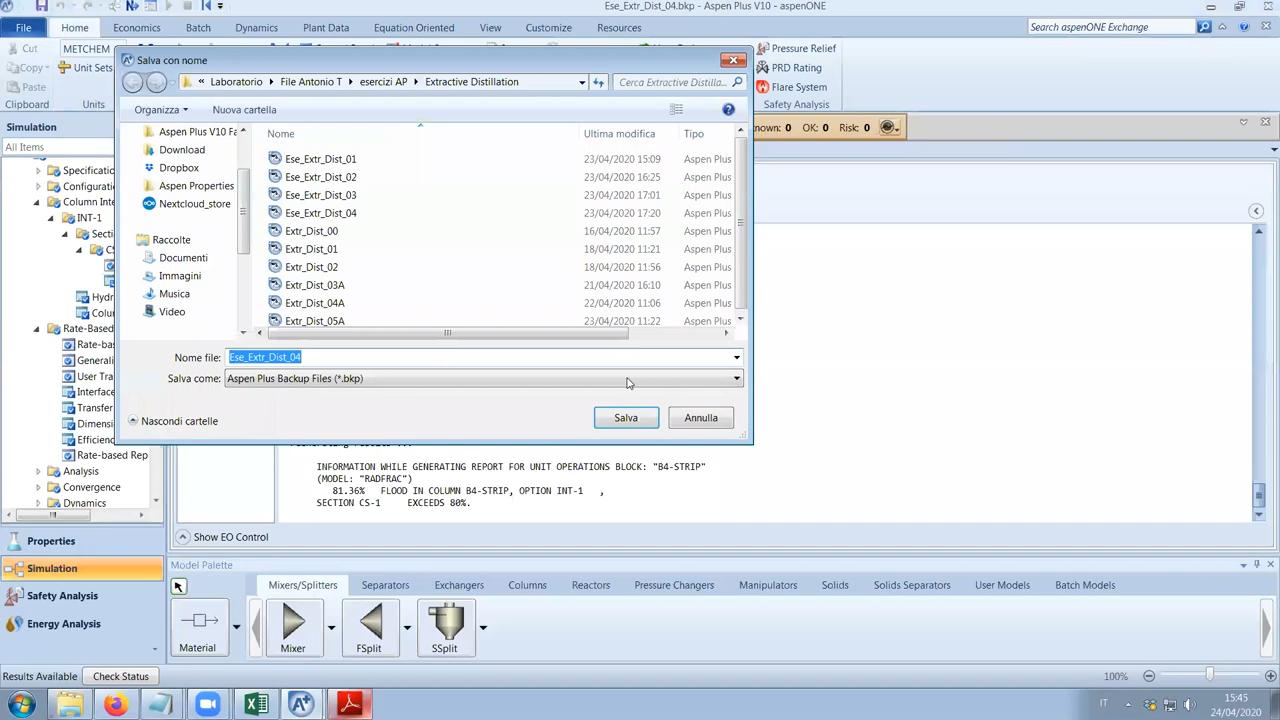 Ese_Extr_Dist_04.bkp - Aspen Plus V10 - aspenONE
File
Home
Economics
Batch
Dynamics
Plant Data
Equation Oriented
View
Customize
Resources
Search aspenONE Exchange
Cut
METCHEM
Copy
Unit Sets
Paste
Clipboard
Units
Pressure Relief
PRD Rating
Flare System
Safety Analysis
Simulation
All Items
known: 0 OK: 0 Risk: 0
Salva con nome
« Laboratorio File Antonio T esercizi AP Extractive Distillation
Cerca Extractive Distilla...
Organizza
Nuova cartella
Aspen Plus V10 Fa
Download
Dropbox
Aspen Properties
Nextcloud_store
Raccolte
Documenti
Immagini
Musica
Video
Nome Ultima modifica Tipo
Ese_Extr_Dist_01 23/04/2020 15:09 Aspen Plus
Ese_Extr_Dist_02 23/04/2020 16:25 Aspen Plus
Ese_Extr_Dist_03 23/04/2020 17:01 Aspen Plus
Ese_Extr_Dist_04 23/04/2020 17:20 Aspen Plus
Extr_Dist_00 16/04/2020 11:57 Aspen Plus
Extr_Dist_01 18/04/2020 11:21 Aspen Plus
Extr_Dist_02 18/04/2020 11:56 Aspen Plus
Extr_Dist_03A 21/04/2020 16:10 Aspen Plus
Extr_Dist_04A 22/04/2020 11:06 Aspen Plus
Extr_Dist_05A 23/04/2020 11:22 Aspen Plus
Nome file: Ese_Extr_Dist_04
Salva come: Aspen Plus Backup Files (*.bkp)
Nascondi cartelle
Salva
Annulla
Specificatio
Configurati
Column Inte
INT-1
Secti
CS
Hydr
Colu
Rate-Based
Rate-bas
Generali
User Tra
Interface
Transfer
Dimensi
Efficienc
Rate-based Rep
Analysis
Convergence
Dynamics
INFORMATION WHILE GENERATING REPORT FOR UNIT OPERATIONS BLOCK: "B4-STRIP"
(MODEL: "RADFRAC")
81.36% FLOOD IN COLUMN B4-STRIP, OPTION INT-1 ,
SECTION CS-1 EXCEEDS 80%.
Show EO Control
Properties
Simulation
Safety Analysis
Energy Analysis
Model Palette
Mixers/Splitters
Separators
Exchangers
Columns
Reactors
Pressure Changers
Manipulators
Solids
Solids Separators
User Models
Batch Models
Material
Mixer
FSplit
SSplit
Results Available
Check Status
100%
IT
15:45
24/04/2020